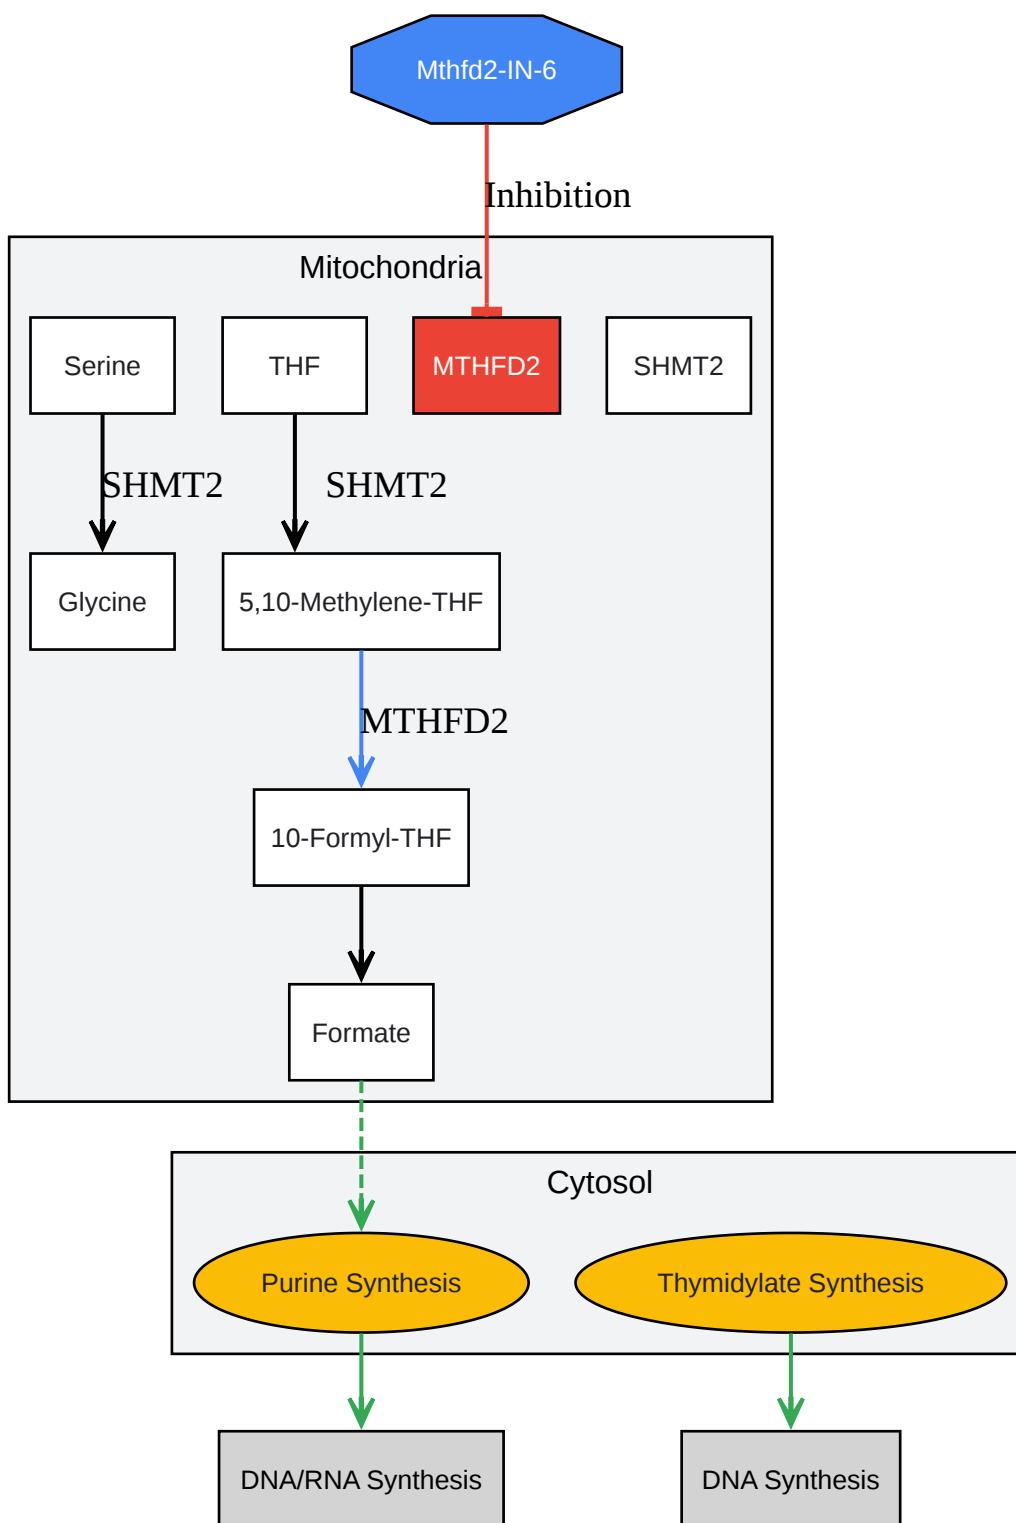 Mthfd2-IN-6
Inhibition
Mitochondria
Serine
THF
MTHFD2
SHMT2
SHMT2
SHMT2
Glycine
5,10-Methylene-THF
MTHFD2
10-Formyl-THF
Formate
Cytosol
Purine Synthesis
Thymidylate Synthesis
DNA/RNA Synthesis
DNA Synthesis